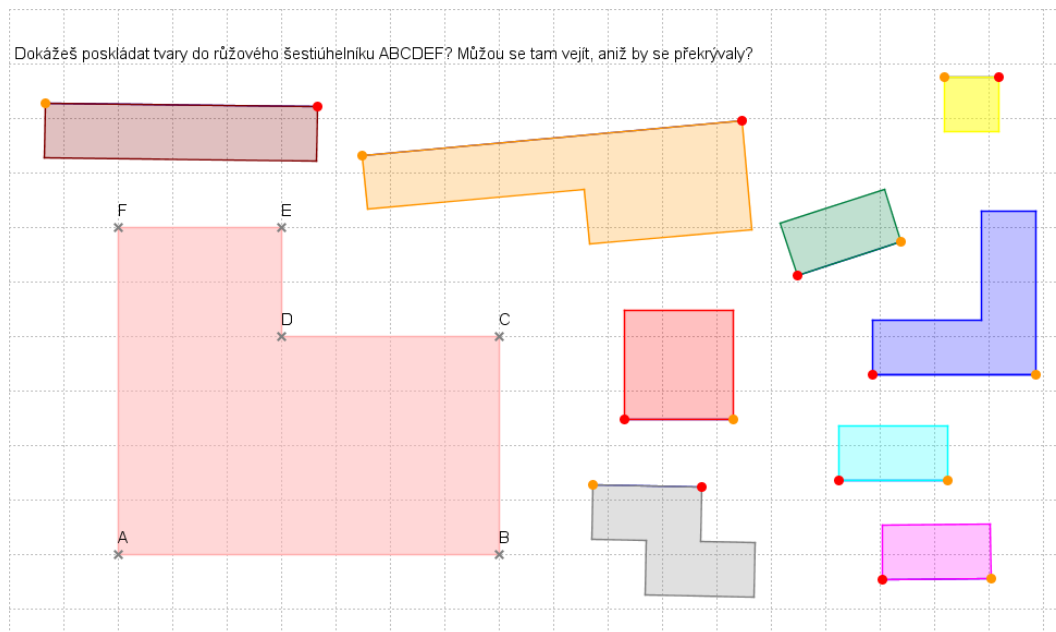 Dokážeš poskládat tvary do růžového šestiúhelníku ABCDEF? Můžou se tam vejít, aniž by se překrývaly?
F
E
D
C
A
B